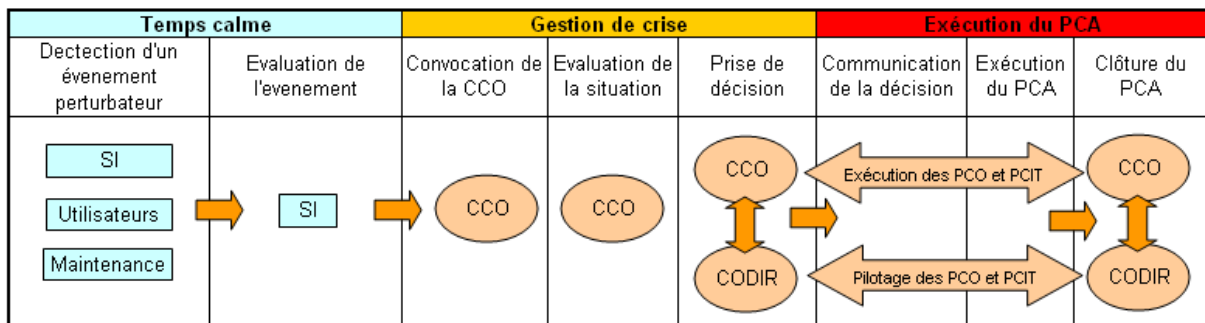 Temps calme
Gestion de crise
Exécution du PCA
Dectection d'un
évenement
perturbateur
Evaluation de
l'evenement
Convocation de
la CCO
Evaluation de
la situation
Prise de
décision
Communication
de la décision
Exécution
du PCA
Clôture du
PCA
SI
Utilisateurs
Maintenance
SI
CCO
CCO
CCO
CODIR
Exécution des PCO et PCIT
Pilotage des PCO et PCIT
CCO
CODIR